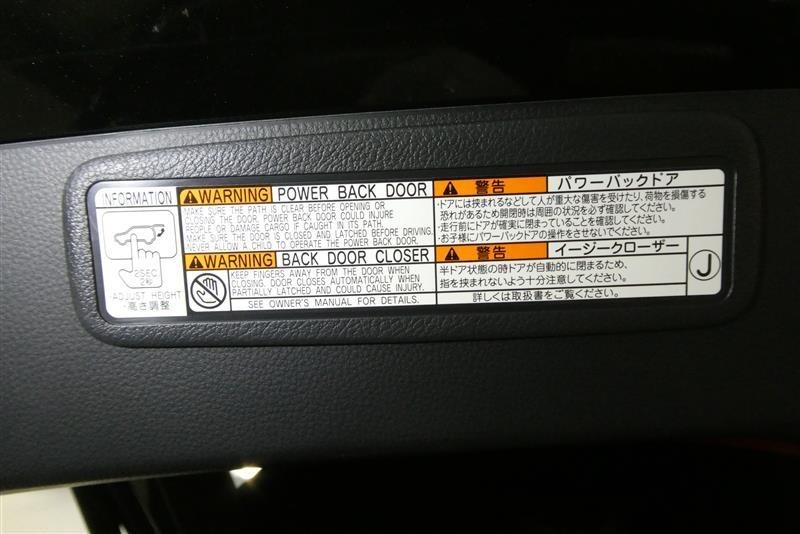 INFORMATION
2SEC
2秒
ADJUST HEIGHT
高さ調整
WARNING POWER BACK DOOR
MAKE SURE THE PATH IS CLEAR BEFORE OPENING OR
CLOSING THE DOOR. POWER BACK DOOR COULD INJURE
PEOPLE OR DAMAGE CARGO IF CAUGHT IN ITS PATH.
MAKE SURE THE DOOR IS CLOSED AND LATCHED BEFORE DRIVING.
NEVER ALLOW A CHILD TO OPERATE THE POWER BACK DOOR.
WARNING BACK DOOR CLOSER
KEEP FINGERS AWAY FROM THE DOOR WHEN
CLOSING. DOOR CLOSES AUTOMATICALLY WHEN
PARTIALLY LATCHED AND COULD CAUSE INJURY.
SEE OWNER'S MANUAL FOR DETAILS.
警告 パワーバックドア
・ドアには挟まれるなどして人が重大な傷害を受けたり、荷物を損傷する
恐れがあるため開閉時は周囲の状況を必ず確認してください。
・走行前にドアが確実に閉まっていることを確認してください。
・お子様にパワーバックドアの操作をさせないでください。
警告 イージークローザー
半ドア状態の時ドアが自動的に閉まるため、
指を挟まれないよう十分注意してください。
詳しくは取扱書をご覧ください。
J